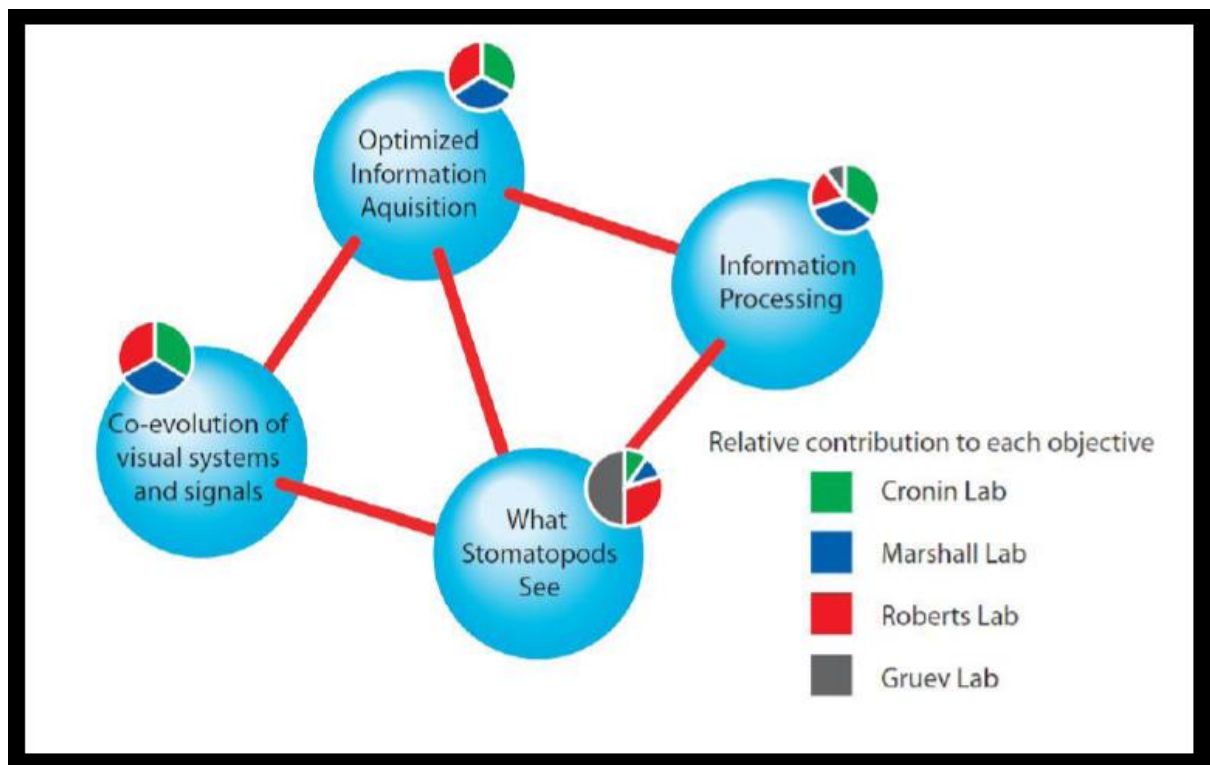 Optimized
Information
Aquisition
Information
Processing
Co-evolution of
visual systems
and signals
What
Stomatopods
See
Relative contribution to each objective
Cronin Lab
Marshall Lab
Roberts Lab
Gruev Lab